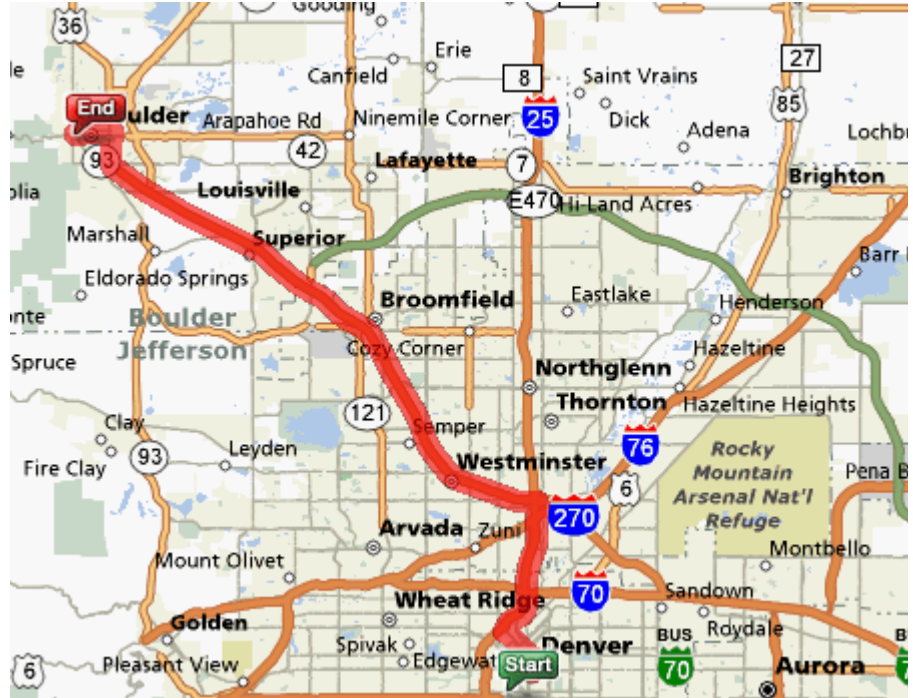 Gooding
36
Erie
27
Canfield
8
Saint Vrains
85
End
ulder
Arapahoe Rd
Ninemile Corner
25
Dick
Adena
Lochbu
93
42
Lafayette
7
olia
Louisville
E470
Hi-Land Acres
Brighton
Marshall
Superior
Barr
Eldorado Springs
Broomfield
Eastlake
Henderson
onte
Boulder
Jefferson
Cozy Corner
Spruce
Northglenn
Hazeltine
Thornton
Hazeltine Heights
121
Clay
Semper
76
Rocky
Mountain
Arsenal Nat'l
Refuge
93
Leyden
Fire Clay
Westminster
6
Pena B
270
Arvada
Zuni
Mount Olivet
Montbello
70
Wheat Ridge
Sandown
Golden
Spivak
Denver
BUS
70
Roydale
6
Pleasant View
Edgewat
Start
Aurora